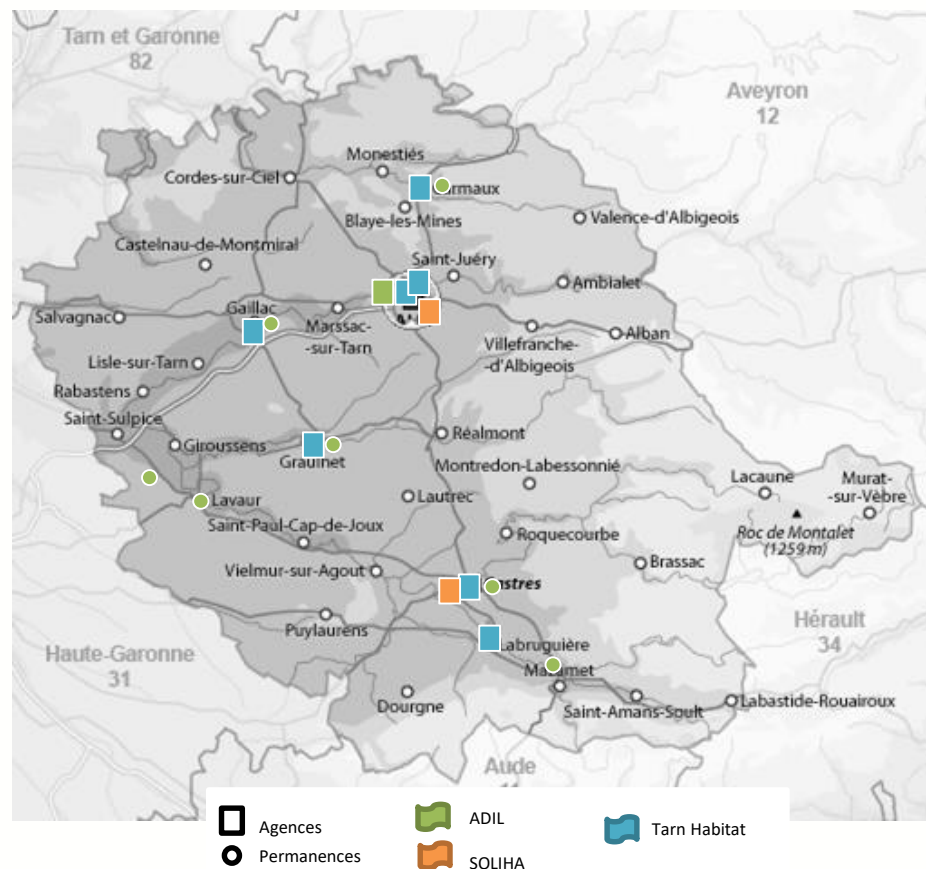 Tarn et Garonne
82
Aveyron
12
Monestiés
Cordes-sur-Ciel
Blaye-les-Mines
Valence-d'Albigeois
Castelnau-de-Montmiral
Saint-Juéry
Ambialet
Gaillac
Salvagnac
Marssac-
-sur-Tarn
Villefranche-
-d'Albigeois
Alban
Lisle-sur-Tarn
Rabastens
Saint-Sulpice
Giroussens
Réalmont
Graulhet
Montredon-Labessonnié
Lacaune
Murat-
-sur-Vèbre
Lavaur
Lautrec
Roc de Montalet
(1259 m)
Saint-Paul-Cap-de-Joux
Roquecourbe
Brassac
Vielmur-sur-Agout
Puylaurens
Hérault
34
Labruguière
Haute-Garonne
31
Mazamet
Dourgne
Saint-Amans-Soult
Labastide-Rouairoux
Aude
Agences
ADIL
Tarn Habitat
Permanences
SOLIHA